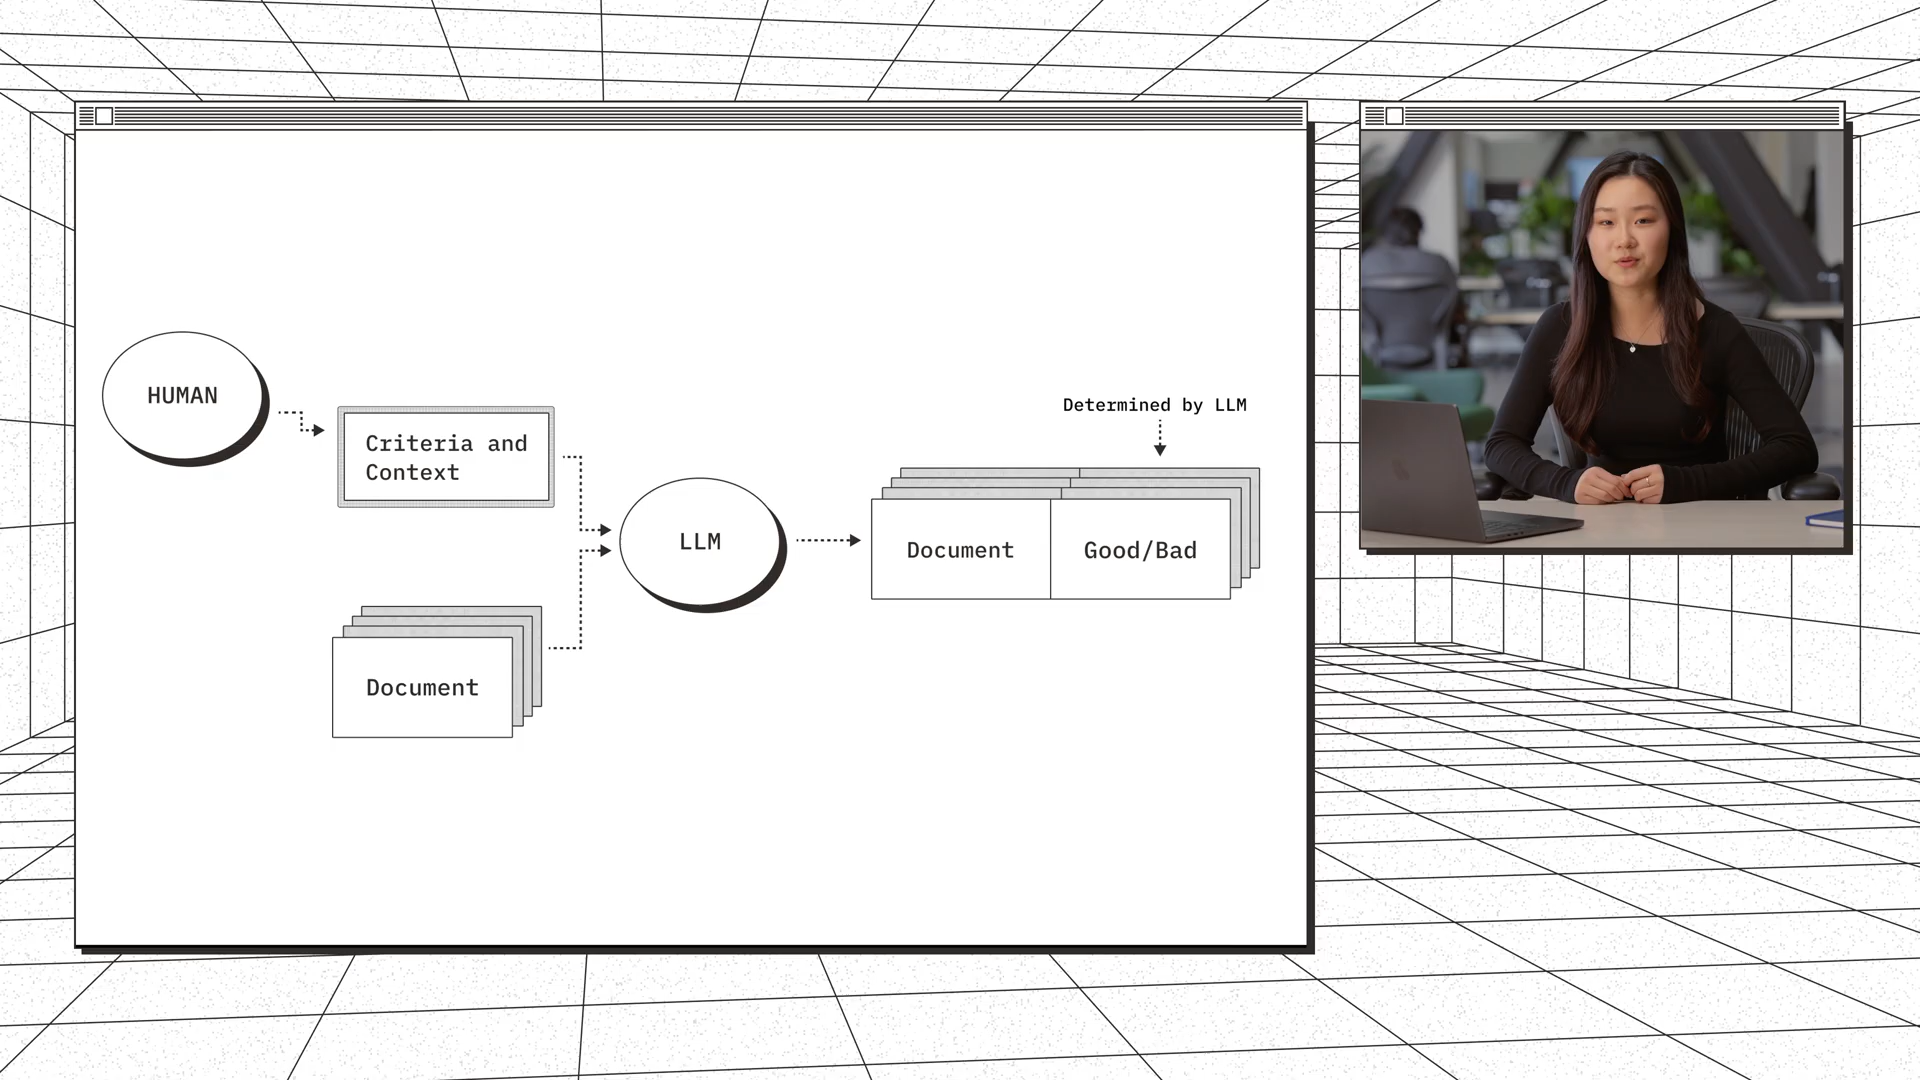 HUMAN
Criteria and
Context
Document
LLM
Determined by LLM
Document
Good/Bad